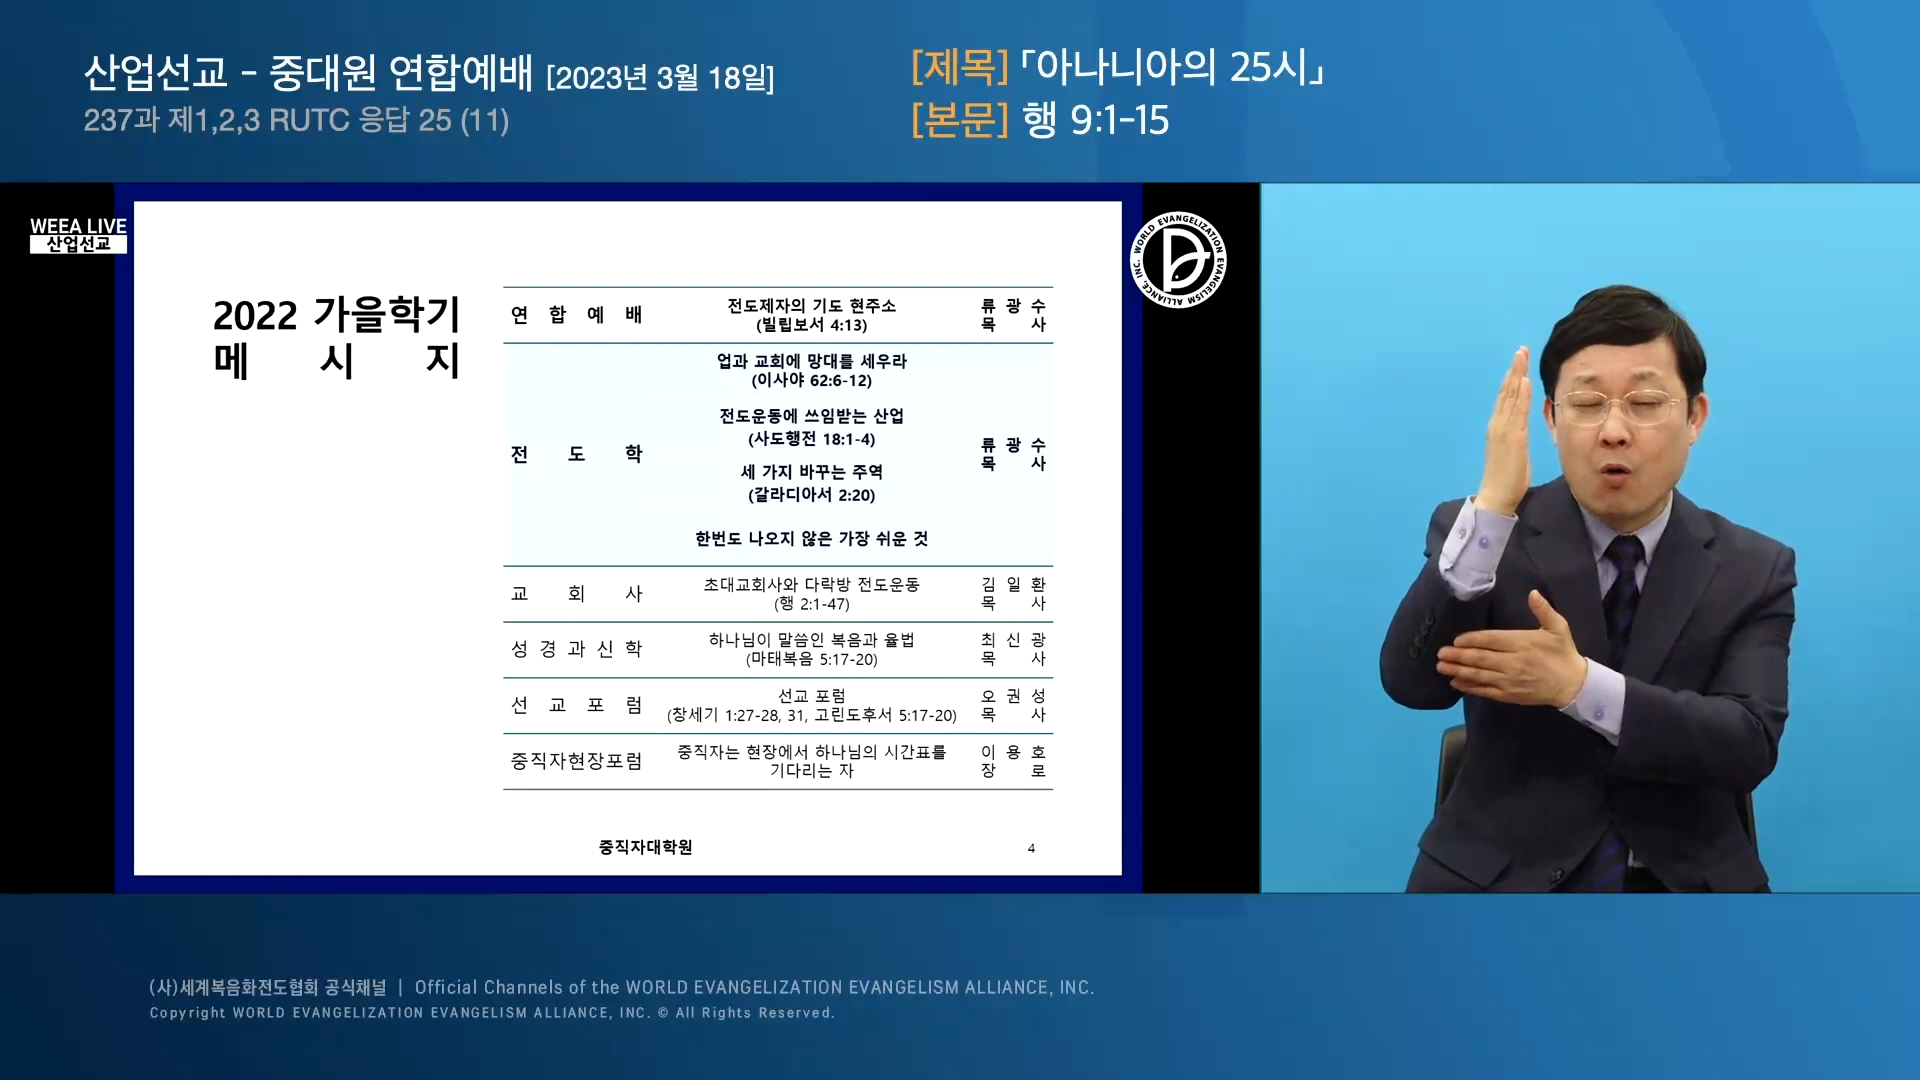 산업선교 - 중대원 연합예배 [2023년 3월 18일]
237과 제1,2,3 RUTC 응답 25 (11)
[제목] 「아나니아의 25시」
[본문] 행 9:1-15
WEEA LIVE
산업선교
WORLD EVANGELIZATION EVANGELISM ALLIANCE, INC.
2022 가을학기
메시지
연합예배
전도제자의 기도 현주소
(빌립보서 4:13)
류광수
목사
전도학
업과 교회에 망대를 세우라
(이사야 62:6-12)
전도운동에 쓰임받는 산업
(사도행전 18:1-4)
세 가지 바꾸는 주역
(갈라디아서 2:20)
한번도 나오지 않은 가장 쉬운 것
류광수
목사
교회사
초대교회사와 다락방 전도운동
(행 2:1-47)
김일환
목사
성경과신학
하나님이 말씀인 복음과 율법
(마태복음 5:17-20)
최신광
목사
선교포럼
선교 포럼
(창세기 1:27-28, 31, 고린도후서 5:17-20)
오권성
목사
중직자현장포럼
중직자는 현장에서 하나님의 시간표를
기다리는 자
이용호
장로
중직자대학원
4
(사)세계복음화전도협회 공식채널 | Official Channels of the WORLD EVANGELIZATION EVANGELISM ALLIANCE, INC.
Copyright WORLD EVANGELIZATION EVANGELISM ALLIANCE, INC. © All Rights Reserved.